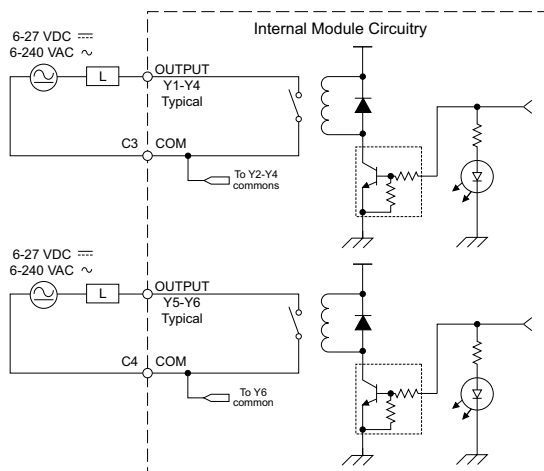 Internal Module Circuitry
6-27 VDC
6-240 VAC
L
OUTPUT
Y1-Y4
Typical
C3
COM
To Y2-Y4
commons
6-27 VDC
6-240 VAC
L
OUTPUT
Y5-Y6
Typical
C4
COM
To Y6
common